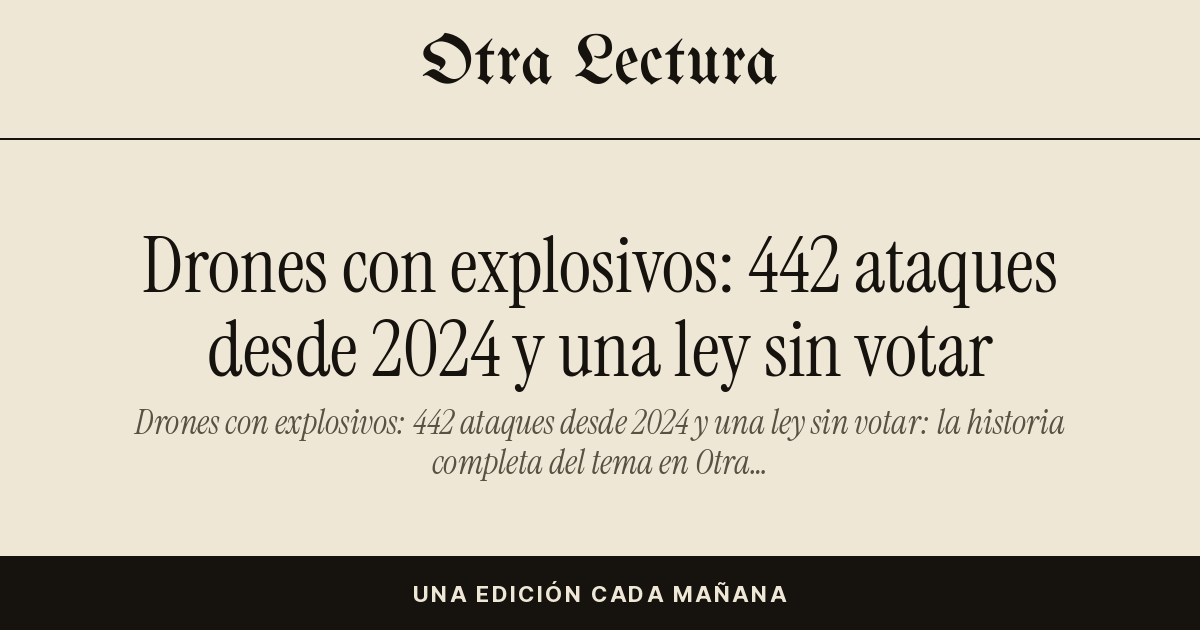 Otra Lectura
Drones con explosivos: 442 ataques
desde 2024 y una ley sin votar
Drones con explosivos: 442 ataques desde 2024 y una ley sin votar: la historia
completa del tema en Otra...
UNA EDICIÓN CADA MAÑANA